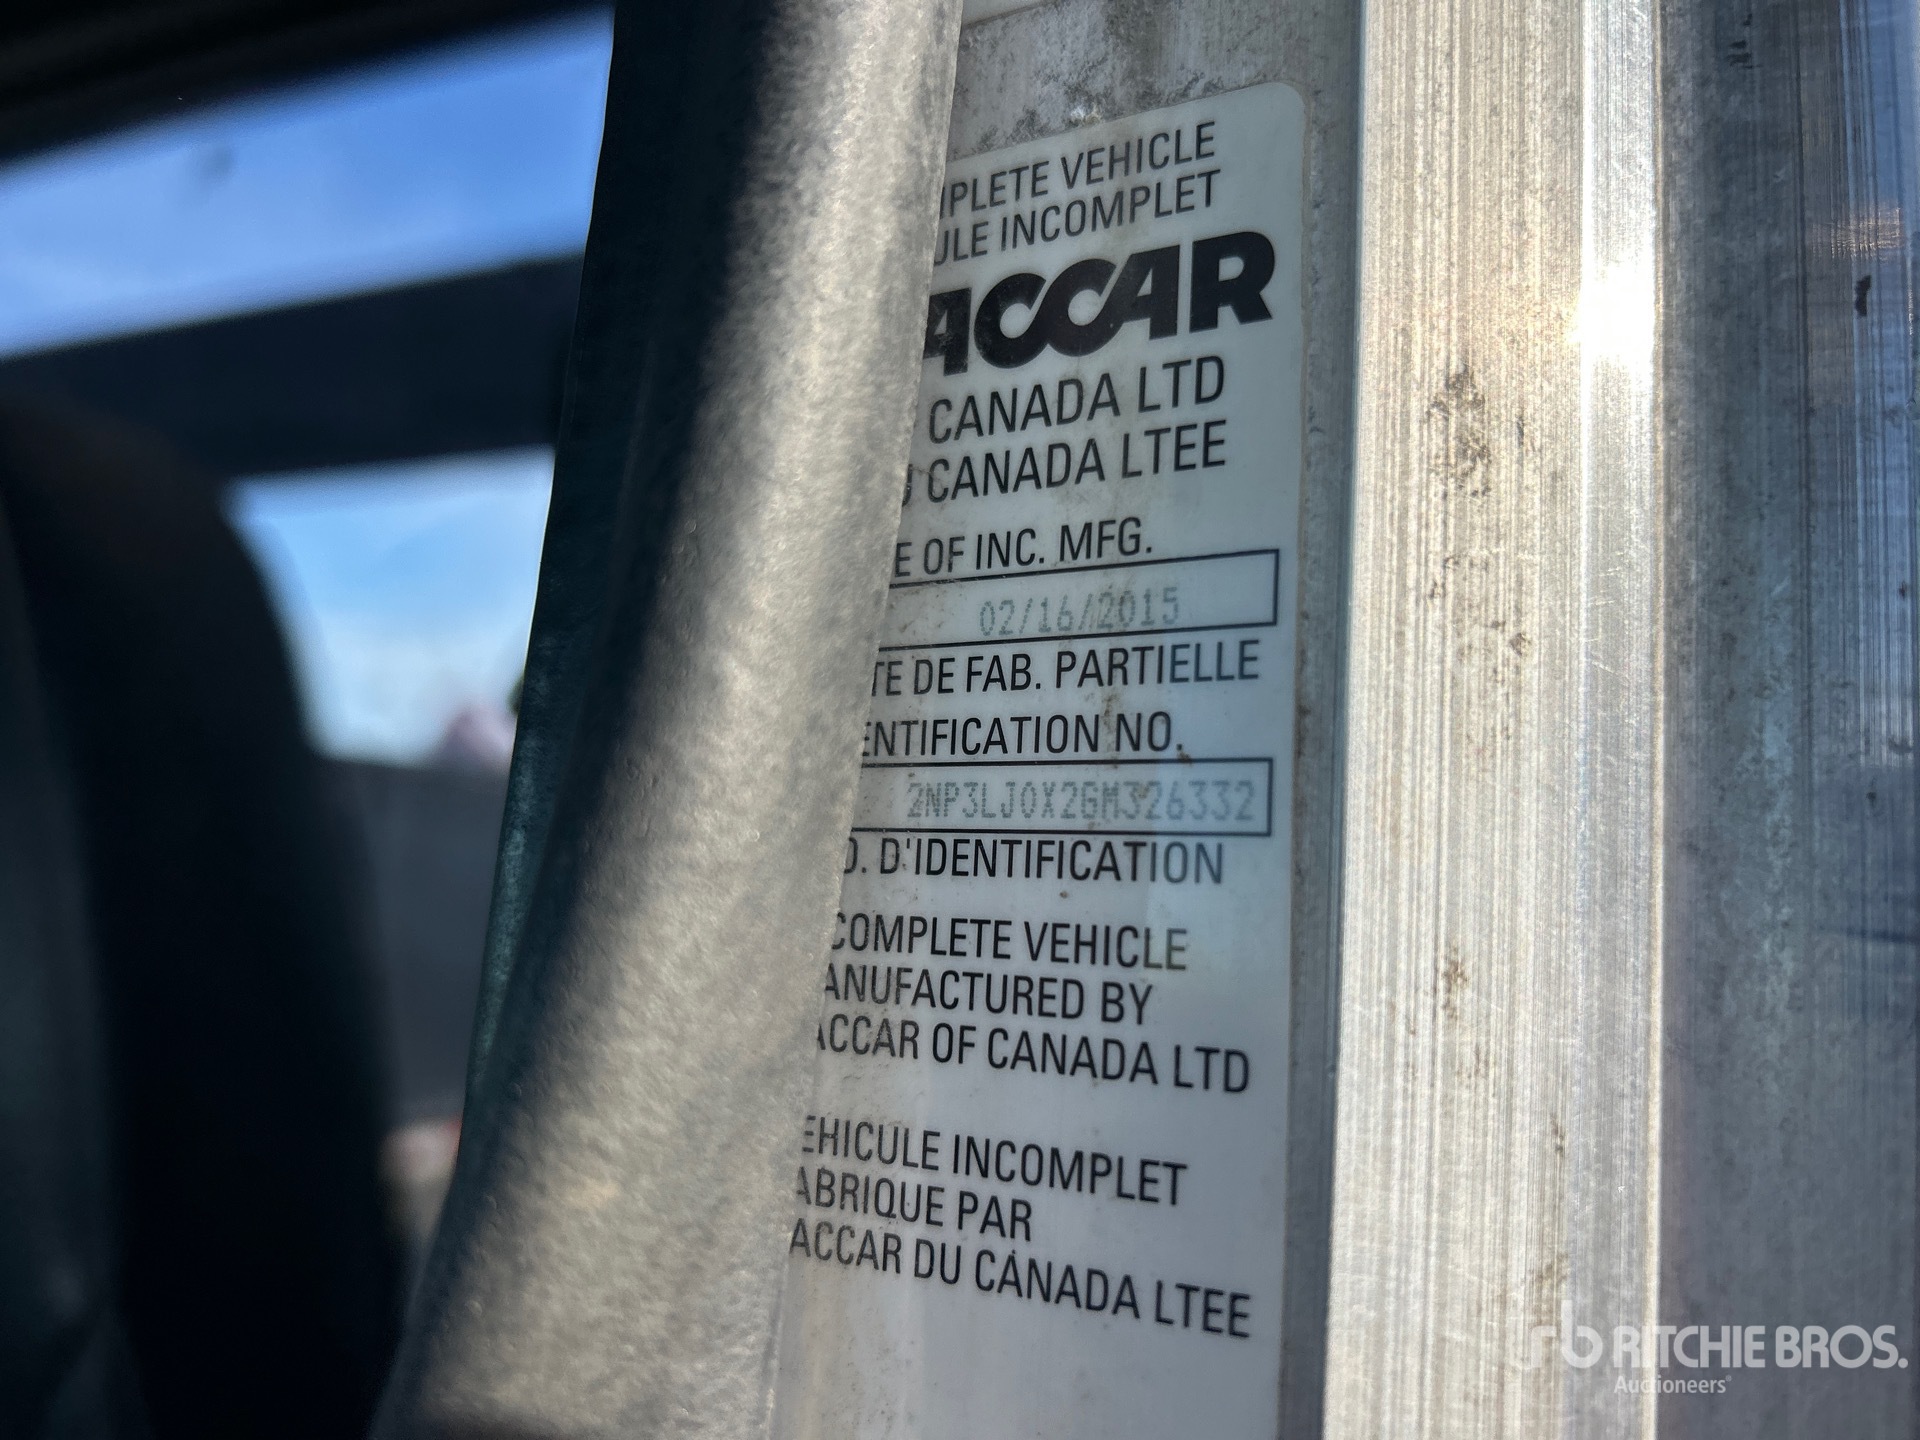 MPLETE VEHICLE
ULE INCOMPLET
ACCAR
CANADA LTD
U CANADA LTEE
E OF INC. MFG.
02/16/2015
TE DE FAB. PARTIELLE
ENTIFICATION NO.
2NP3LJ0X2GM326332
O. D'IDENTIFICATION
COMPLETE VEHICLE
ANUFACTURED BY
ACCAR OF CANADA LTD
EHICULE INCOMPLET
ABRIQUE PAR
ACCAR DU CANADA LTEE
rb RITCHIE BROS.
Auctioneers